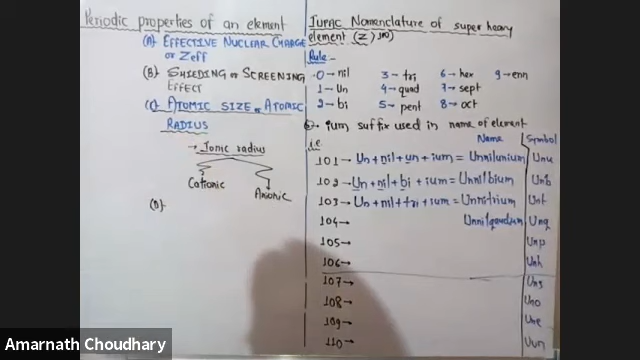 Periodic properties of an element
(A) EFFECTIVE NUCLEAR CHARGE
or Zeff
(B) SHIEDING or SCREENING
EFFECT
(C) ATOMIC SIZE or ATOMIC
RADIUS
→ Ionic radius
Cationic
Anionic
(D)
IUPAC Nomenclature of super heavy
element (Z>100)
Rule -
0 → nil 3 → tri 6 → hex 9 → enn
1 → Un 4 → quad 7 → sept
2 → bi 5 → pent 8 → oct
ium suffix used in name of element
i.e. Name Symbol
101 → Un + nil + un + ium = Unnilunium Unu
102 → Un + nil + bi + ium = Unnilbium Unb
103 → Un + nil + tri + ium = Unnitrium Unt
104 → Unq
105 → Unp
106 → Unh
107 → Uns
108 → Uno
109 → Une
110 → Uun
Amarnath Choudhary